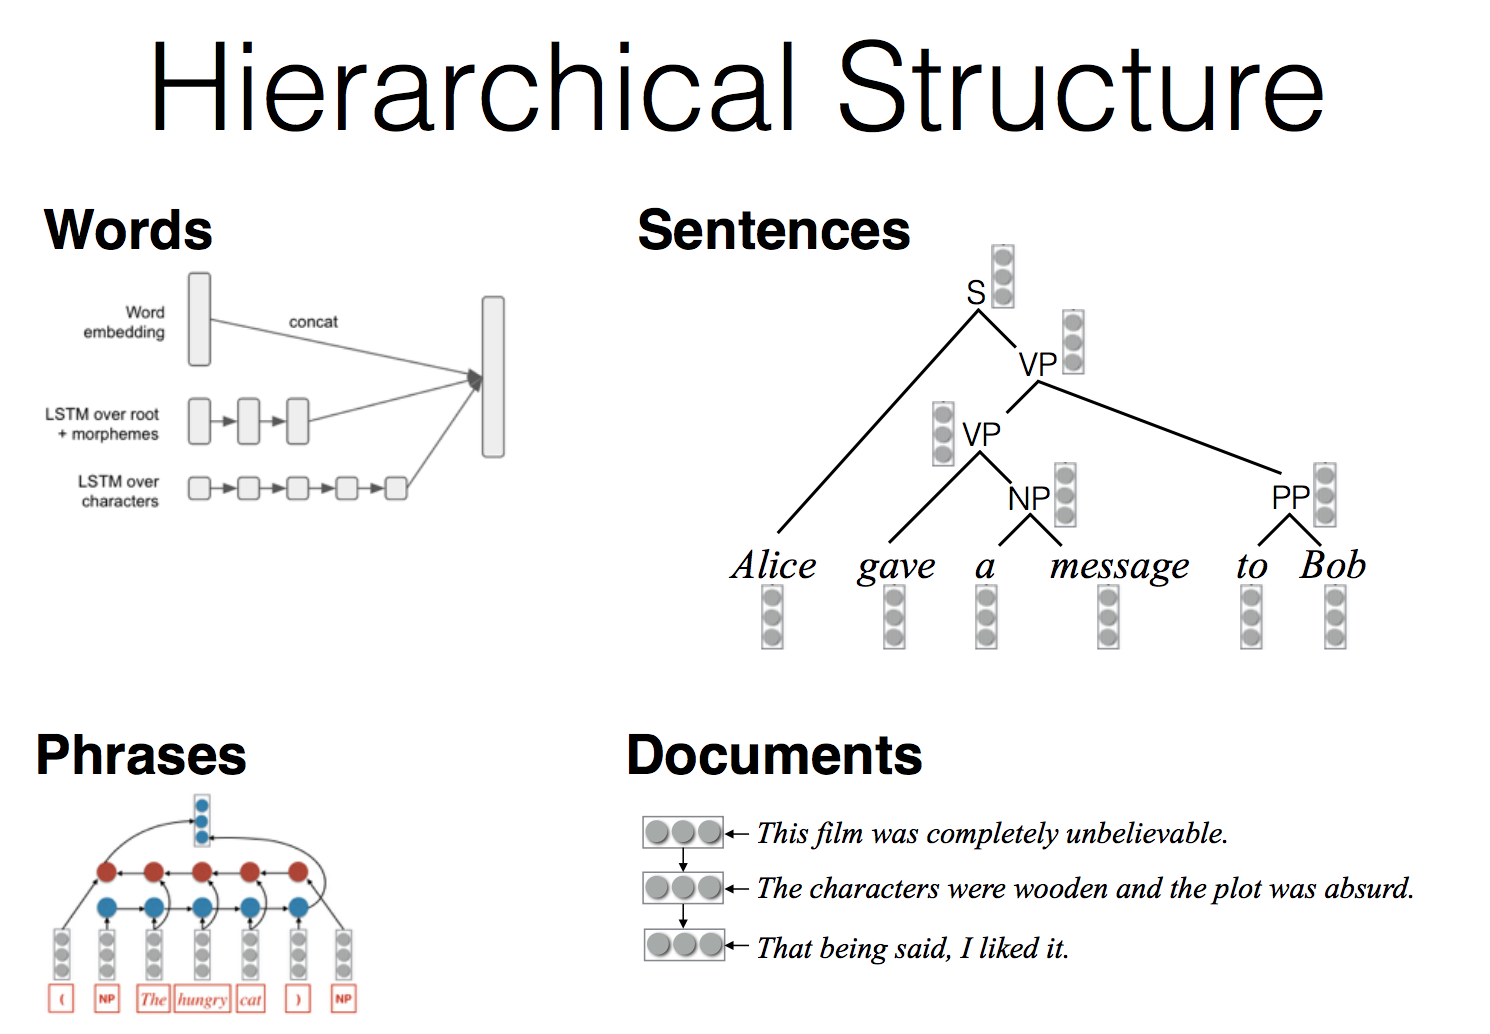 Hierarchical Structure
Words
Word
embedding
concat
LSTM over root
+ morphemes
LSTM over
characters
Sentences
S
VP
VP
NP
PP
Alice gave a message to Bob
Phrases
( NP The hungry cat ) NP
Documents
This film was completely unbelievable.
The characters were wooden and the plot was absurd.
That being said, I liked it.